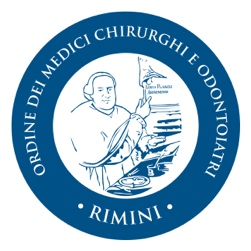 ORDINE DEI MEDICI CHIRURGHI E ODONTOIATRI
• RIMINI •